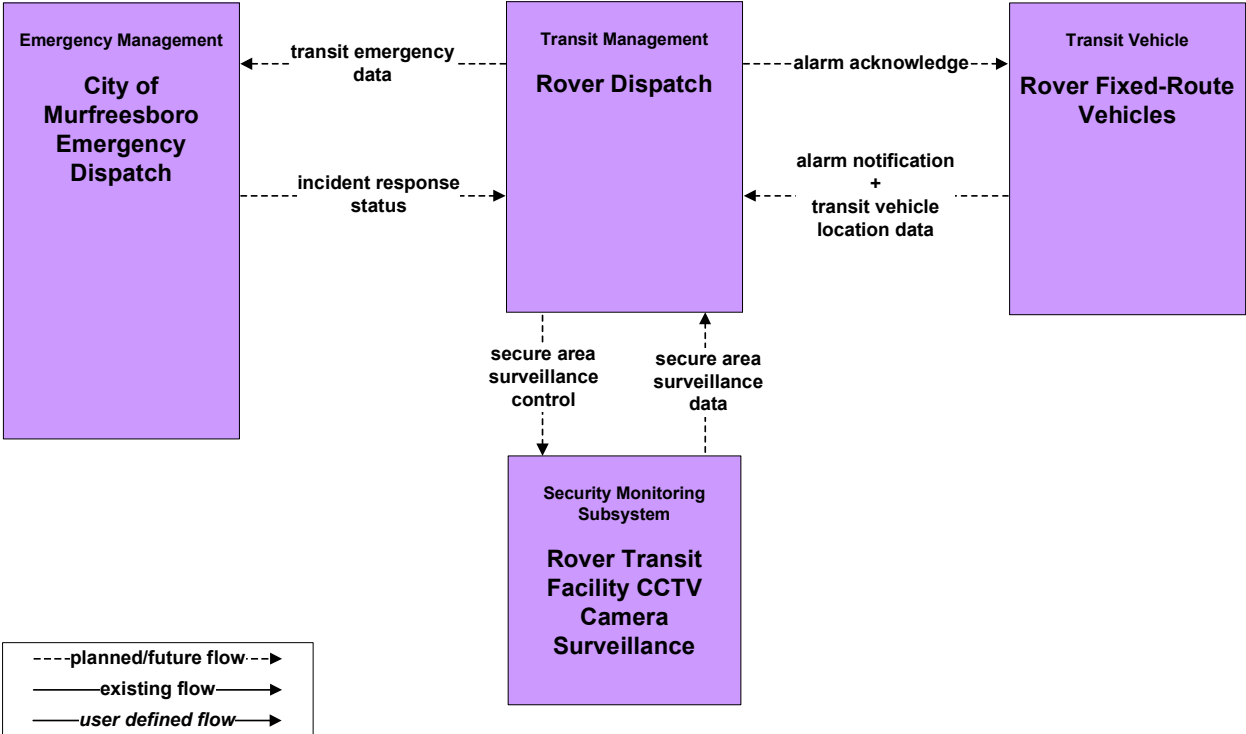 Emergency Management
City of
Murfreesboro
Emergency
Dispatch
transit emergency
data
incident response
status
Transit Management
Rover Dispatch
alarm acknowledge
alarm notification
+
transit vehicle
location data
Transit Vehicle
Rover Fixed-Route
Vehicles
secure area
surveillance
control
secure area
surveillance
data
Security Monitoring
Subsystem
Rover Transit
Facility CCTV
Camera
Surveillance
planned/future flow
existing flow
user defined flow